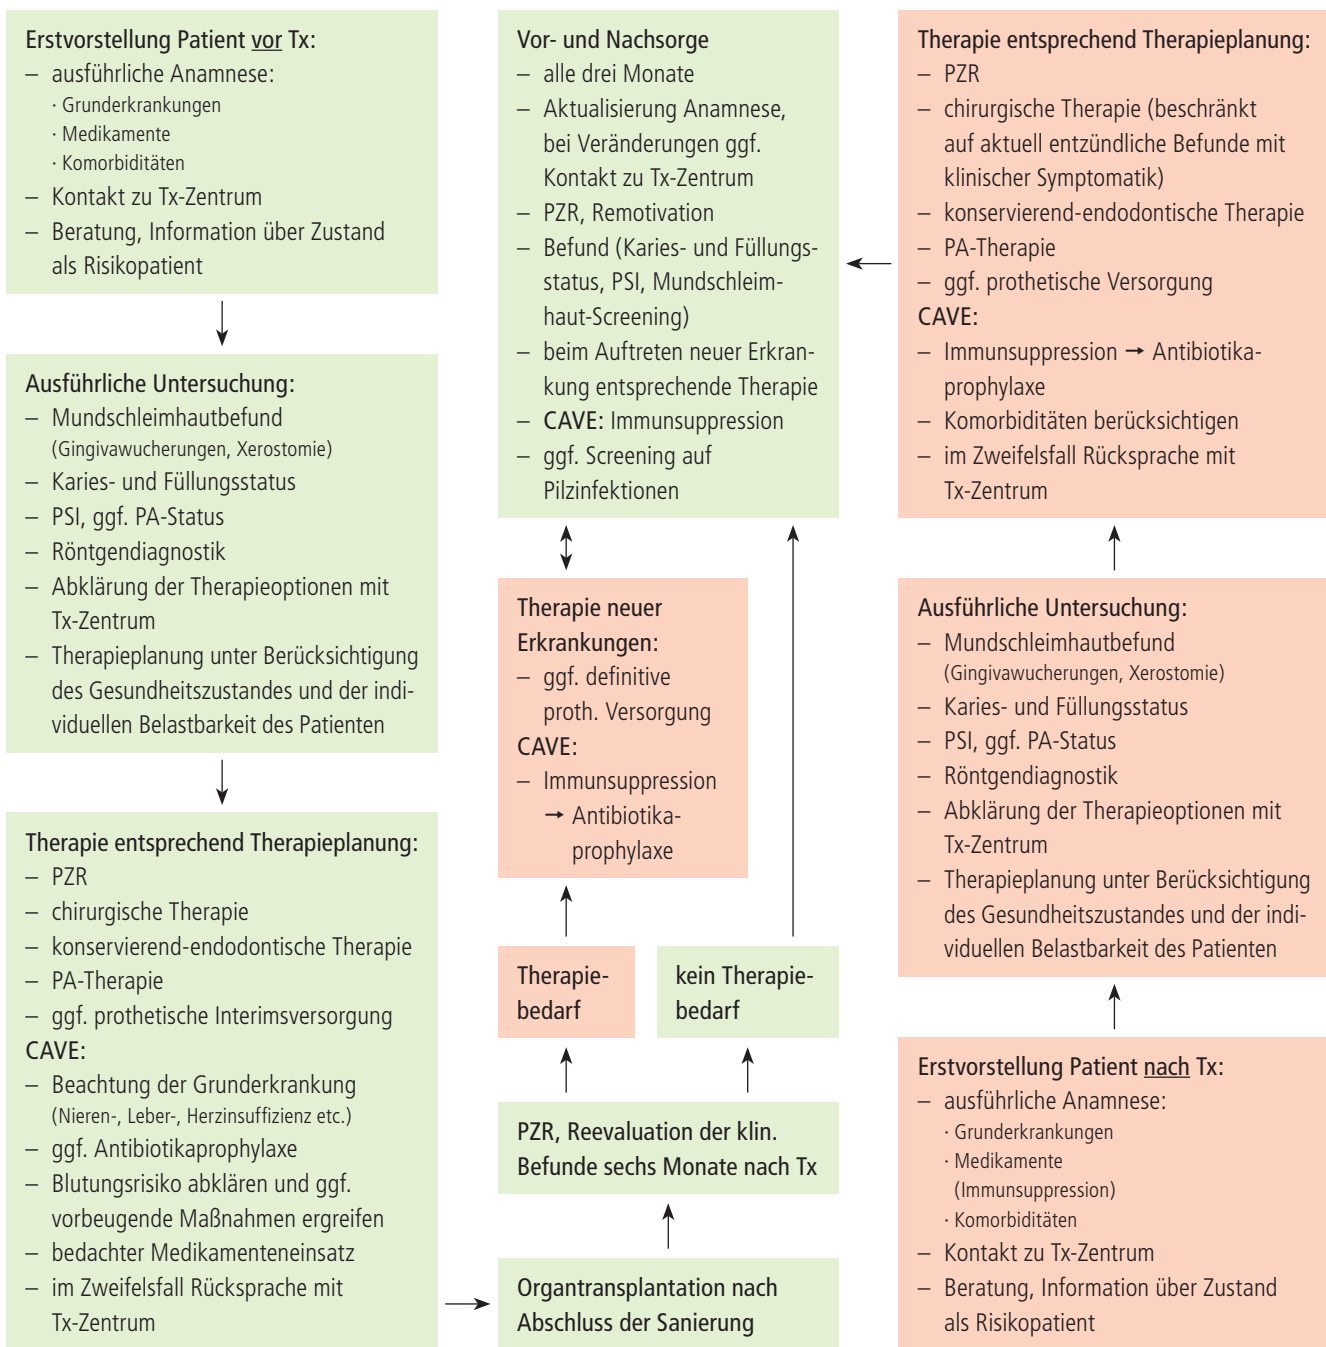 Erstvorstellung Patient vor Tx:
– ausführliche Anamnese:
· Grunderkrankungen
· Medikamente
· Komorbiditäten
– Kontakt zu Tx-Zentrum
– Beratung, Information über Zustand
als Risikopatient
Ausführliche Untersuchung:
– Mundschleimhautbefund
(Gingivawucherungen, Xerostomie)
– Karies- und Füllungsstatus
– PSI, ggf. PA-Status
– Röntgendiagnostik
– Abklärung der Therapieoptionen mit
Tx-Zentrum
– Therapieplanung unter Berücksichtigung
des Gesundheitszustandes und der indi-
viduellen Belastbarkeit des Patienten
Therapie entsprechend Therapieplanung:
– PZR
– chirurgische Therapie
– konservierend-endodontische Therapie
– PA-Therapie
– ggf. prothetische Interimsversorgung
CAVE:
– Beachtung der Grunderkrankung
(Nieren-, Leber-, Herzinsuffizienz etc.)
– ggf. Antibiotikaprophylaxe
– Blutungsrisiko abklären und ggf.
vorbeugende Maßnahmen ergreifen
– bedachter Medikamenteneinsatz
– im Zweifelsfall Rücksprache mit
Tx-Zentrum
Organtransplantation nach
Abschluss der Sanierung
PZR, Reevaluation der klin.
Befunde sechs Monate nach Tx
Therapie-
bedarf
kein Therapie-
bedarf
Therapie neuer
Erkrankungen:
– ggf. definitive
proth. Versorgung
CAVE:
– Immunsuppression
→ Antibiotika-
prophylaxe
Vor- und Nachsorge
– alle drei Monate
– Aktualisierung Anamnese,
bei Veränderungen ggf.
Kontakt zu Tx-Zentrum
– PZR, Remotivation
– Befund (Karies- und Füllungs-
status, PSI, Mundschleim-
haut-Screening)
– beim Auftreten neuer Erkran-
kung entsprechende Therapie
– CAVE: Immunsuppression
– ggf. Screening auf
Pilzinfektionen
Therapie entsprechend Therapieplanung:
– PZR
– chirurgische Therapie (beschränkt
auf aktuell entzündliche Befunde mit
klinischer Symptomatik)
– konservierend-endodontische Therapie
– PA-Therapie
– ggf. prothetische Versorgung
CAVE:
– Immunsuppression → Antibiotika-
prophylaxe
– Komorbiditäten berücksichtigen
– im Zweifelsfall Rücksprache mit
Tx-Zentrum
Ausführliche Untersuchung:
– Mundschleimhautbefund
(Gingivawucherungen, Xerostomie)
– Karies- und Füllungsstatus
– PSI, ggf. PA-Status
– Röntgendiagnostik
– Abklärung der Therapieoptionen mit
Tx-Zentrum
– Therapieplanung unter Berücksichtigung
des Gesundheitszustandes und der indi-
viduellen Belastbarkeit des Patienten
Erstvorstellung Patient nach Tx:
– ausführliche Anamnese:
· Grunderkrankungen
· Medikamente
(Immunsuppression)
· Komorbiditäten
– Kontakt zu Tx-Zentrum
– Beratung, Information über Zustand
als Risikopatient